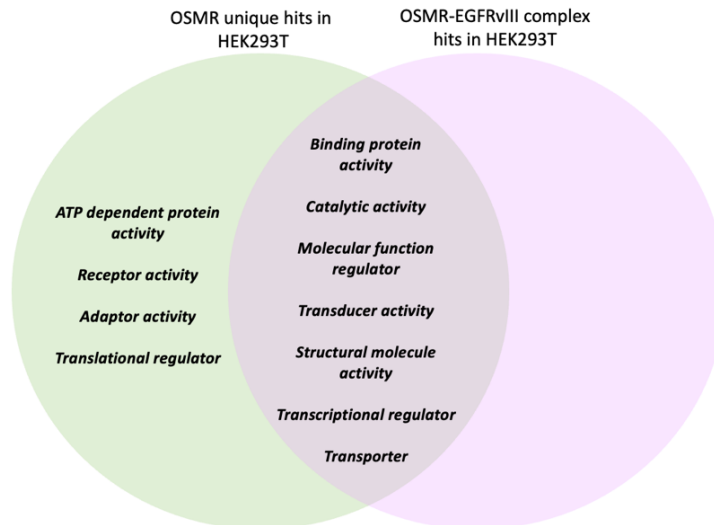 OSMR unique hits in
HEK293T
OSMR-EGFRvIII complex
hits in HEK293T
ATP dependent protein
activity
Receptor activity
Adaptor activity
Translational regulator
Binding protein
activity
Catalytic activity
Molecular function
regulator
Transducer activity
Structural molecule
activity
Transcriptional regulator
Transporter